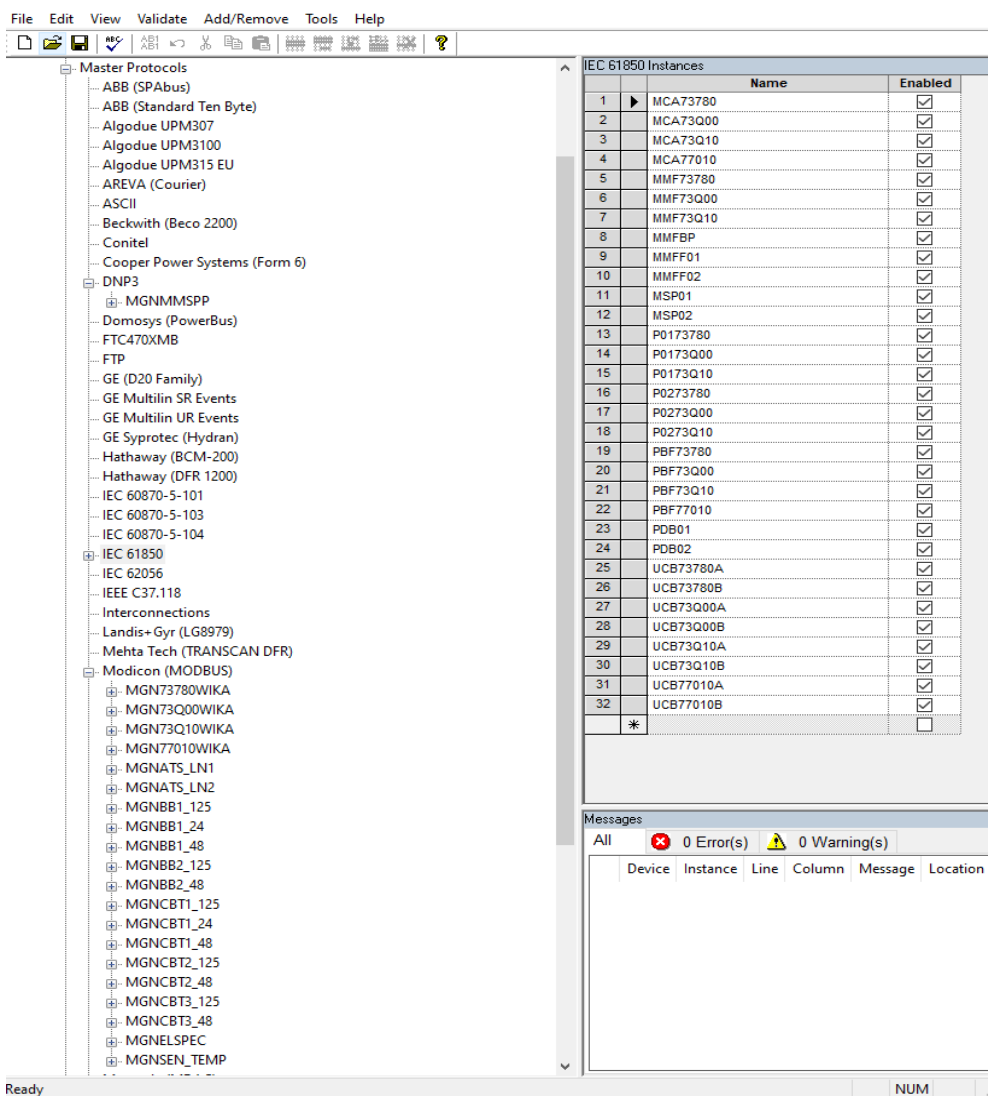 File Edit View Validate Add/Remove Tools Help
Master Protocols
ABB (SPAbus)
ABB (Standard Ten Byte)
Algodue UPM307
Algodue UPM3100
Algodue UPM315 EU
AREVA (Courier)
ASCII
Beckwith (Beco 2200)
Conitel
Cooper Power Systems (Form 6)
DNP3
MGNMMSPP
Domosys (PowerBus)
FTC470XMB
FTP
GE (D20 Family)
GE Multilin SR Events
GE Multilin UR Events
GE Syprotec (Hydran)
Hathaway (BCM-200)
Hathaway (DFR 1200)
IEC 60870-5-101
IEC 60870-5-103
IEC 60870-5-104
IEC 61850
IEC 62056
IEEE C37.118
Interconnections
Landis+Gyr (LG8979)
Mehta Tech (TRANSCAN DFR)
Modicon (MODBUS)
MGN73780WIKA
MGN73Q00WIKA
MGN73Q10WIKA
MGN77010WIKA
MGNATS_LN1
MGNATS_LN2
MGNBB1_125
MGNBB1_24
MGNBB1_48
MGNBB2_125
MGNBB2_48
MGNCBT1_125
MGNCBT1_24
MGNCBT1_48
MGNCBT2_125
MGNCBT2_48
MGNCBT3_125
MGNCBT3_48
MGNELSPEC
MGNSEN_TEMP
IEC 61850 Instances
Name Enabled
1 MCA73780
2 MCA73Q00
3 MCA73Q10
4 MCA77010
5 MMF73780
6 MMF73Q00
7 MMF73Q10
8 MMFBP
9 MMFF01
10 MMFF02
11 MSP01
12 MSP02
13 P0173780
14 P0173Q00
15 P0173Q10
16 P0273780
17 P0273Q00
18 P0273Q10
19 PBF73780
20 PBF73Q00
21 PBF73Q10
22 PBF77010
23 PDB01
24 PDB02
25 UCB73780A
26 UCB73780B
27 UCB73Q00A
28 UCB73Q00B
29 UCB73Q10A
30 UCB73Q10B
31 UCB77010A
32 UCB77010B
Messages
All 0 Error(s) 0 Warning(s)
Device Instance Line Column Message Location
Ready NUM